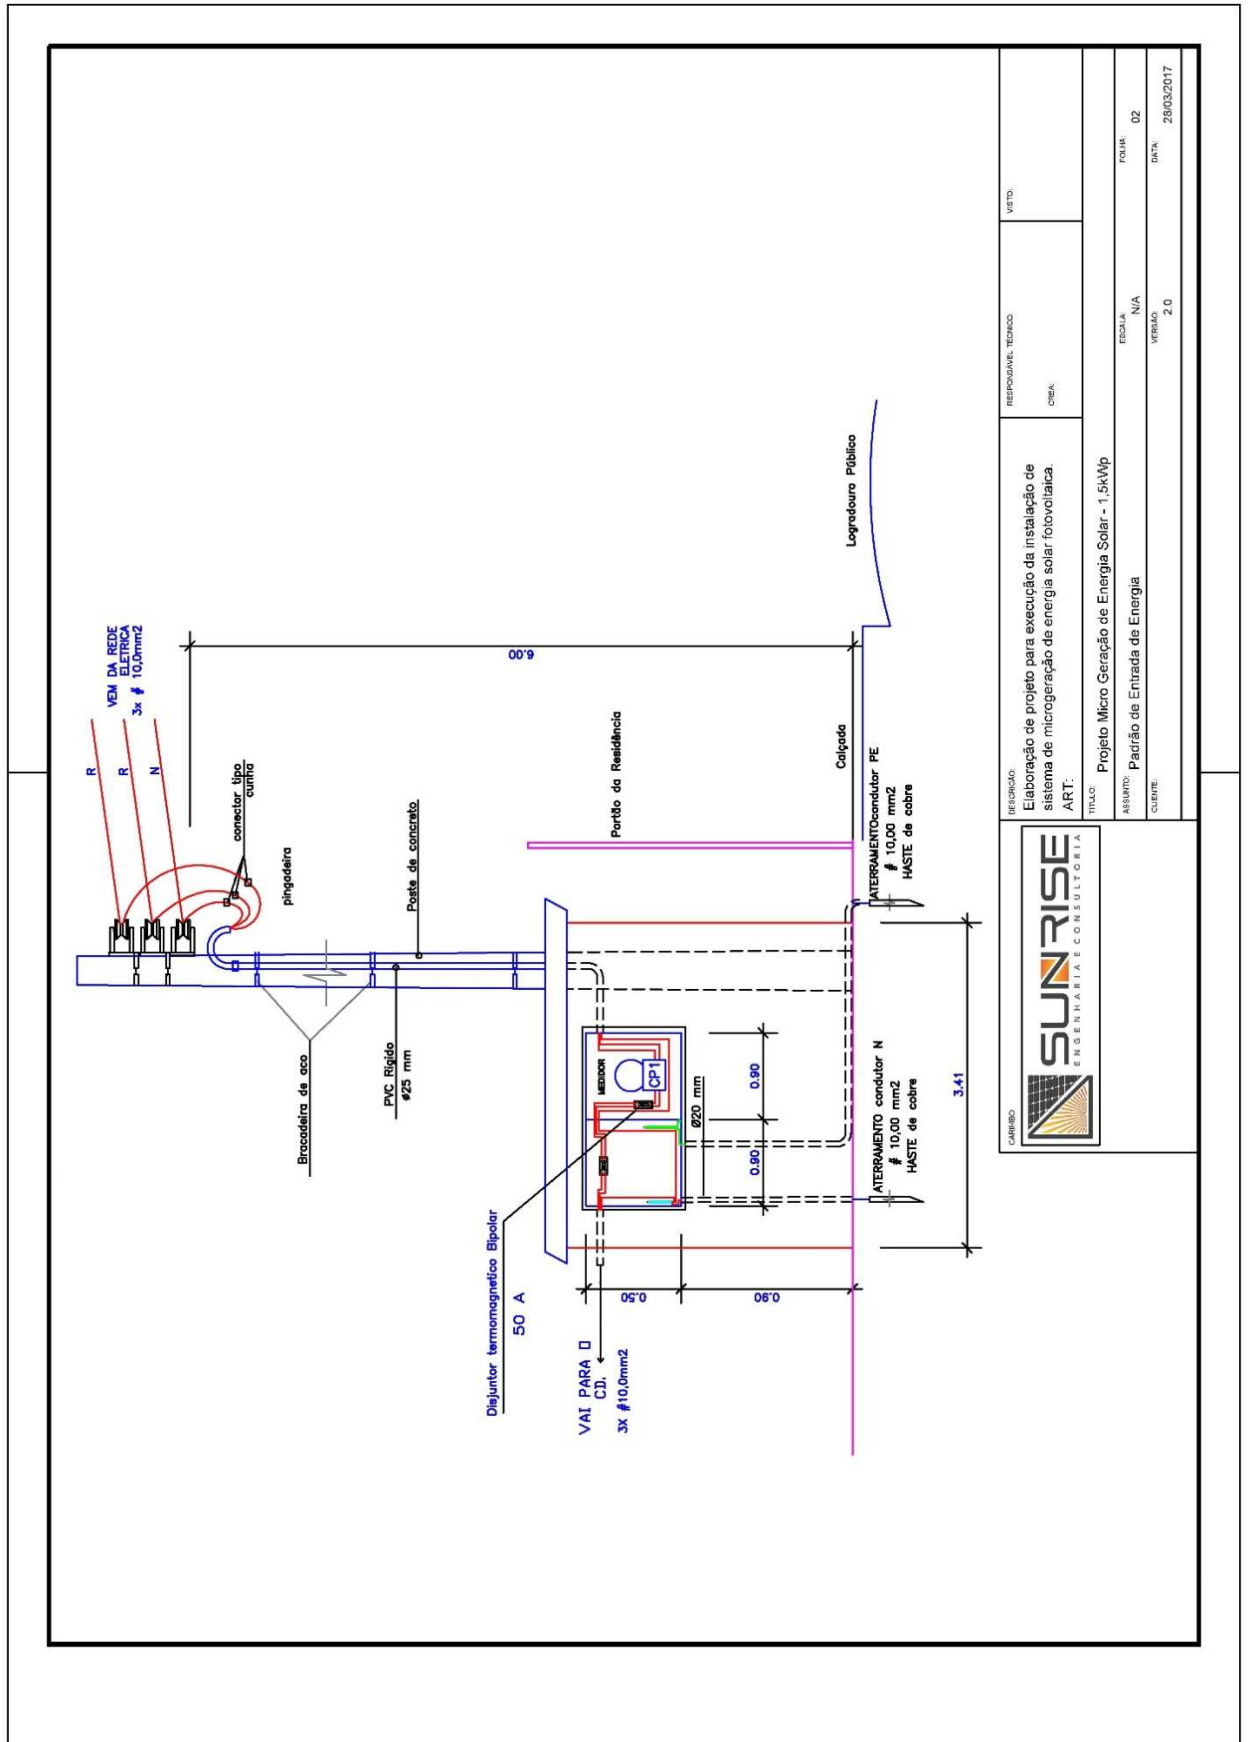 VEM DA REDE
ELETRICA
3x # 10,0mm2
R
R
N
conector tipo
cunha
pingadeira
Bracadeira de aco
PVC Rigido
ø25 mm
Poste de concreto
6.00
Portão da Residência
Calçada
Logradouro Público
Disjuntor termomagnetico Bipolar
50 A
VAI PARA O
CD.
3X #10,0mm2
MEDIDOR
CP1
0.50
0.90
0.90
0.90
Ø20 mm
ATERRAMENTO condutor N
# 10,00 mm2
HASTE de cobre
ATERRAMENTOcondutor PE
# 10,00 mm2
HASTE de cobre
3.41
CARIMBO:
SUNRISE
ENGENHARIA E CONSULTORIA
DESCRIÇÃO:
Elaboração de projeto para execução da instalação de
sistema de microgeração de energia solar fotovoltaica.
ART:
RESPONSÁVEL TÉCNICO:
CREA:
VISTO:
TÍTULO:
Projeto Micro Geração de Energia Solar - 1,5kWp
ASSUNTO:
Padrão de Entrada de Energia
ESCALA:
N/A
FOLHA:
02
CLIENTE:
VERSÃO:
2.0
DATA:
28/03/2017